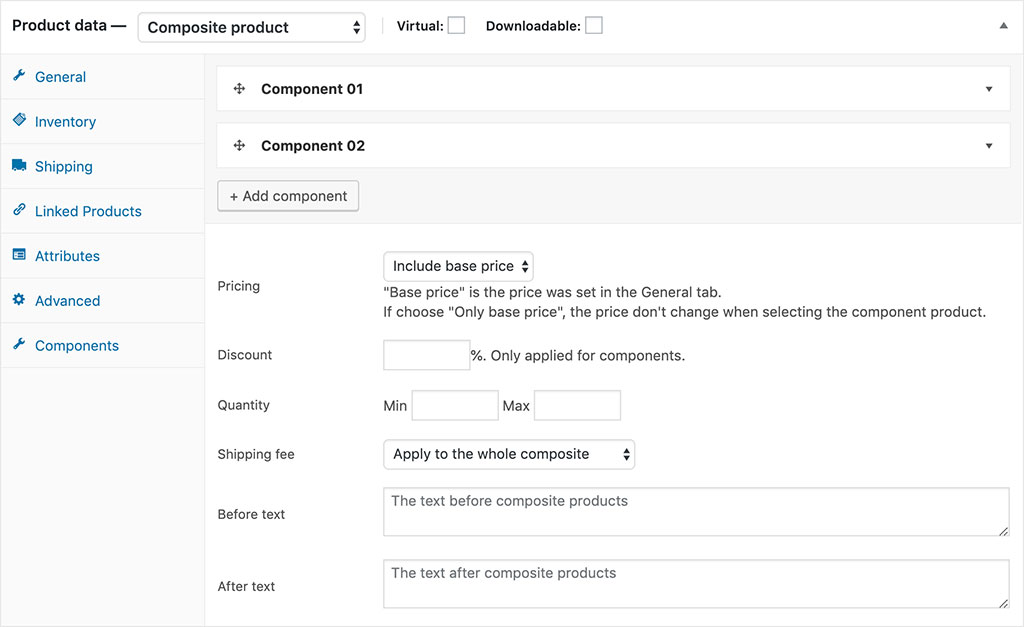 Product data —
Composite product
Virtual:
Downloadable:
General
Inventory
Shipping
Linked Products
Attributes
Advanced
Components
Component 01
Component 02
+ Add component
Pricing
Include base price
"Base price" is the price was set in the General tab.
If choose "Only base price", the price don't change when selecting the component product.
Discount
%. Only applied for components.
Quantity
Min
Max
Shipping fee
Apply to the whole composite
Before text
The text before composite products
After text
The text after composite products